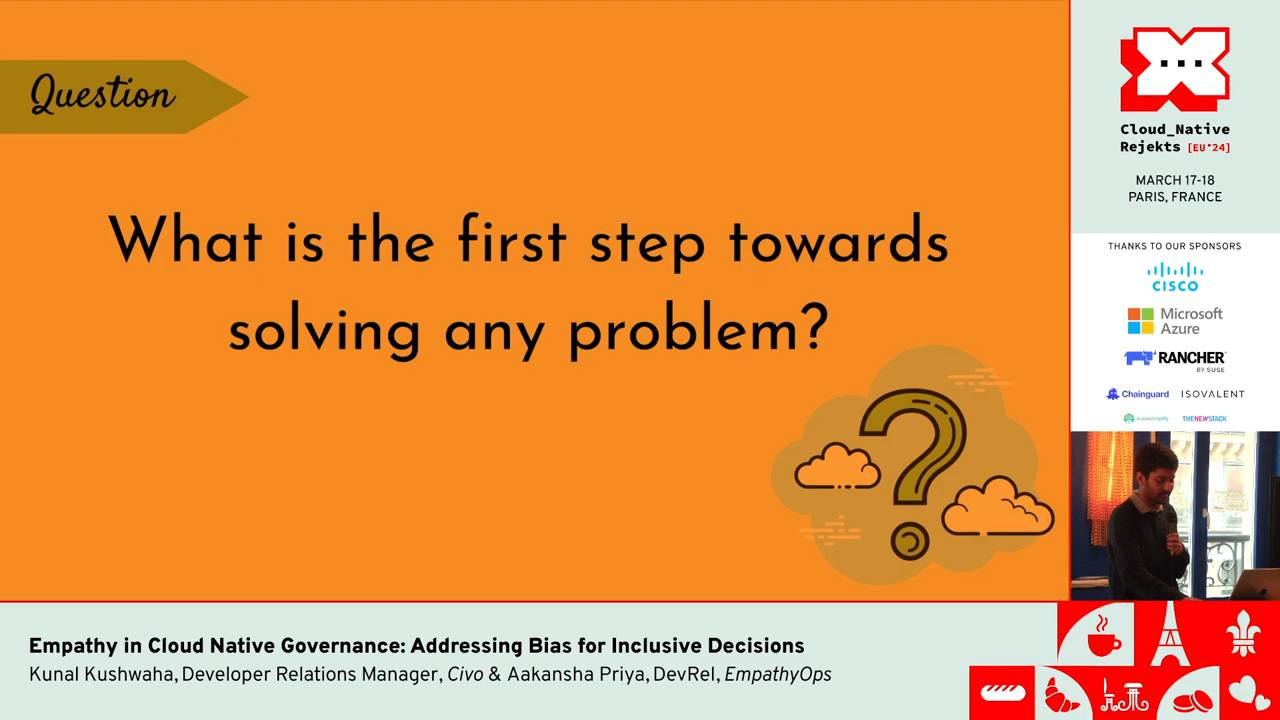 Question
What is the first step towards
solving any problem?
Cloud_Native
Rejekts [EU'24]
MARCH 17-18
PARIS, FRANCE
THANKS TO OUR SPONSORS
CISCO
Microsoft
Azure
RANCHER
BY SUSE
Chainguard ISOVALENT
Kubesimplify THENEWSTACK
Empathy in Cloud Native Governance: Addressing Bias for Inclusive Decisions
Kunal Kushwaha, Developer Relations Manager, Civo & Aakansha Priya, DevRel, EmpathyOps